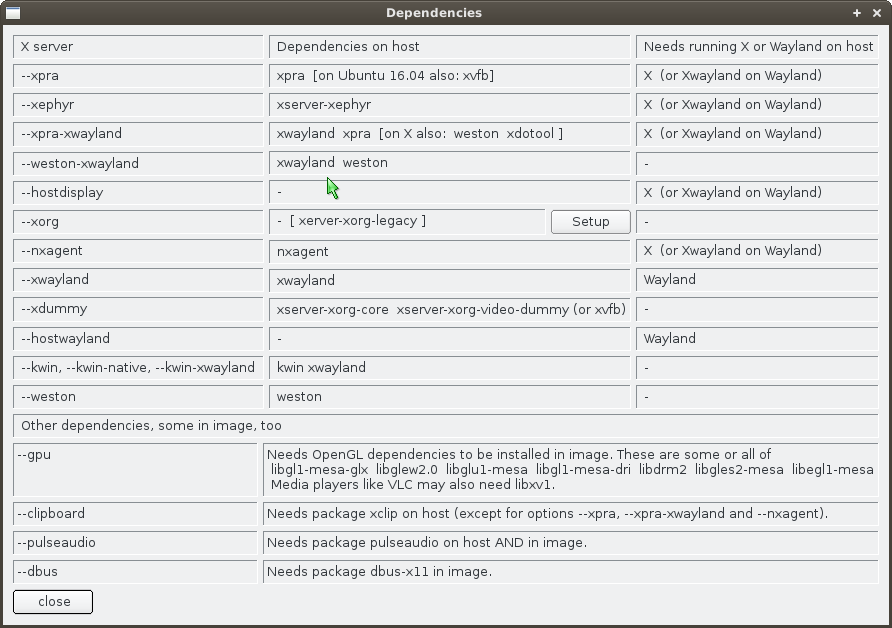 Dependencies
X server Dependencies on host Needs running X or Wayland on host
--xpra xpra [on Ubuntu 16.04 also: xvfb] X (or Xwayland on Wayland)
--xephyr xserver-xephyr X (or Xwayland on Wayland)
--xpra-xwayland xwayland xpra [on X also: weston xdotool ] X (or Xwayland on Wayland)
--weston-xwayland xwayland weston -
--hostdisplay - X (or Xwayland on Wayland)
--xorg - [ xerver-xorg-legacy ] Setup -
--nxagent nxagent X (or Xwayland on Wayland)
--xwayland xwayland Wayland
--xdummy xserver-xorg-core xserver-xorg-video-dummy (or xvfb) -
--hostwayland - Wayland
--kwin, --kwin-native, --kwin-xwayland kwin xwayland -
--weston weston -
Other dependencies, some in image, too
--gpu Needs OpenGL dependencies to be installed in image. These are some or all of
libgl1-mesa-glx libglew2.0 libglu1-mesa libgl1-mesa-dri libdrm2 libgles2-mesa libegl1-mesa
Media players like VLC may also need libxv1.
--clipboard Needs package xclip on host (except for options --xpra, --xpra-xwayland and --nxagent).
--pulseaudio Needs package pulseaudio on host AND in image.
--dbus Needs package dbus-x11 in image.
close